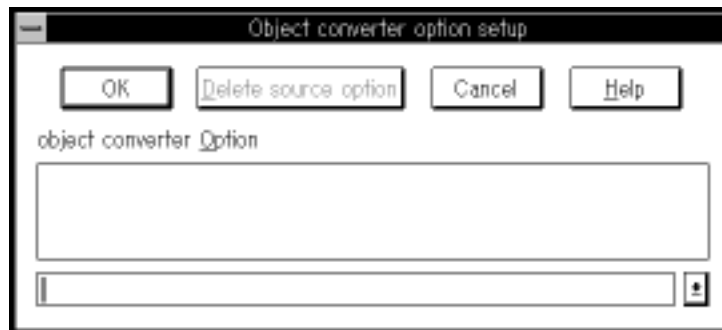 Object converter option setup
OK Delete source option Cancel Help
object converter Option